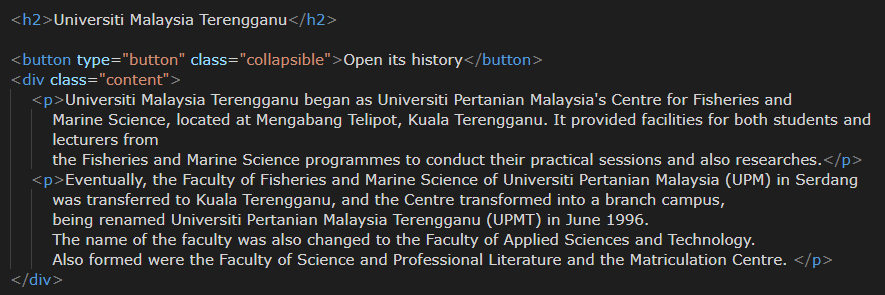 <h2>Universiti Malaysia Terengganu</h2>
<button type="button" class="collapsible">Open its history</button>
<div class="content">
<p>Universiti Malaysia Terengganu began as Universiti Pertanian Malaysia's Centre for Fisheries and
Marine Science, located at Mengabang Telipot, Kuala Terengganu. It provided facilities for both students and
lecturers from
the Fisheries and Marine Science programmes to conduct their practical sessions and also researches.</p>
<p>Eventually, the Faculty of Fisheries and Marine Science of Universiti Pertanian Malaysia (UPM) in Serdang
was transferred to Kuala Terengganu, and the Centre transformed into a branch campus,
being renamed Universiti Pertanian Malaysia Terengganu (UPMT) in June 1996.
The name of the faculty was also changed to the Faculty of Applied Sciences and Technology.
Also formed were the Faculty of Science and Professional Literature and the Matriculation Centre. </p>
</div>